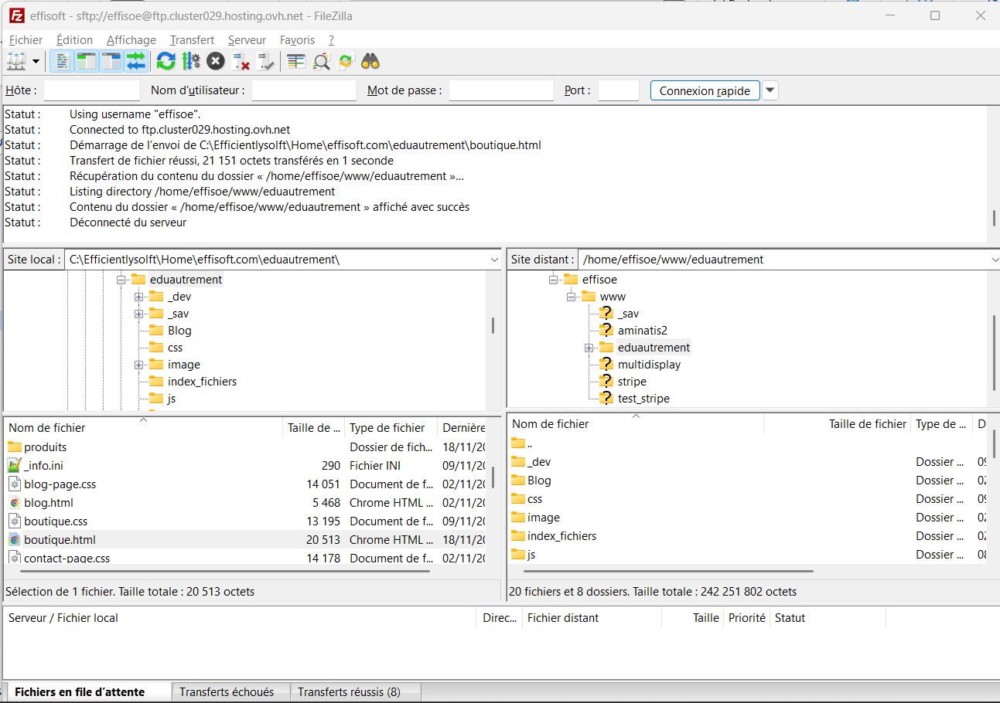 effisoft - sftp://effisoe@ftp.cluster029.hosting.ovh.net - FileZilla
Fichier Édition Affichage Transfert Serveur Favoris ?
Hôte : Nom d'utilisateur : Mot de passe : Port : Connexion rapide
Statut : Using username "effisoe".
Statut : Connected to ftp.cluster029.hosting.ovh.net
Statut : Démarrage de l'envoi de C:\Efficientlysolft\Home\effisoft.com\eduautrement\boutique.html
Statut : Transfert de fichier réussi, 21 151 octets transférés en 1 seconde
Statut : Récupération du contenu du dossier « /home/effisoe/www/eduautrement »...
Statut : Listing directory /home/effisoe/www/eduautrement
Statut : Contenu du dossier « /home/effisoe/www/eduautrement » affiché avec succès
Statut : Déconnecté du serveur
Site local : C:\Efficientlysolft\Home\effisoft.com\eduautrement\
eduautrement
_dev
_sav
Blog
css
image
index_fichiers
js
Nom de fichier Taille de ... Type de fichier Dernière
produits Dossier de fich... 18/11/20
_info.ini 290 Fichier INI 09/11/20
blog-page.css 14 051 Document de f... 02/11/20
blog.html 5 468 Chrome HTML ... 02/11/20
boutique.css 13 195 Document de f... 09/11/20
boutique.html 20 513 Chrome HTML ... 18/11/20
contact-page.css 14 178 Document de f... 02/11/20
Sélection de 1 fichier. Taille totale : 20 513 octets
Site distant : /home/effisoe/www/eduautrement
effisoe
www
_sav
aminatis2
eduautrement
multidisplay
stripe
test_stripe
Nom de fichier Taille de fichier Type de ... D
..
_dev Dossier ... 09
Blog Dossier ... 02
css Dossier ... 09
image Dossier ... 02
index_fichiers Dossier ... 02
js Dossier ... 08
20 fichiers et 8 dossiers. Taille totale : 242 251 802 octets
Serveur / Fichier local Direc... Fichier distant Taille Priorité Statut
Fichiers en file d'attente Transferts échoués Transferts réussis (8)